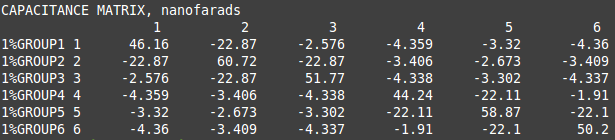 CAPACITANCE MATRIX, nanofarads
1 2 3 4 5 6
1%GROUP1 1 46.16 -22.87 -2.576 -4.359 -3.32 -4.36
1%GROUP2 2 -22.87 60.72 -22.87 -3.406 -2.673 -3.409
1%GROUP3 3 -2.576 -22.87 51.77 -4.338 -3.302 -4.337
1%GROUP4 4 -4.359 -3.406 -4.338 44.24 -22.11 -1.91
1%GROUP5 5 -3.32 -2.673 -3.302 -22.11 58.87 -22.1
1%GROUP6 6 -4.36 -3.409 -4.337 -1.91 -22.1 50.2